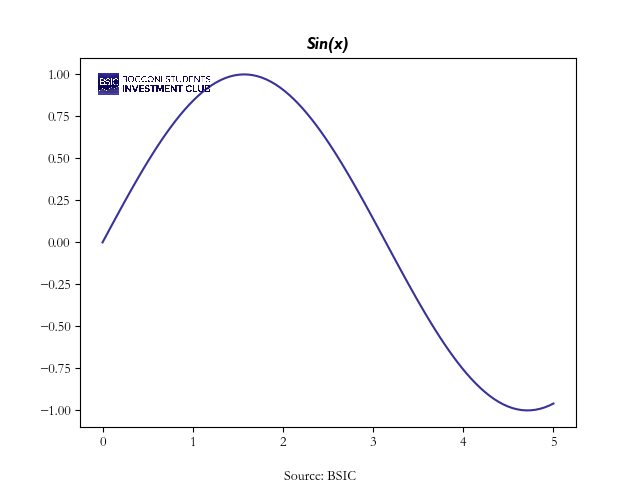 Sin(x)
BSIC BOCCONI STUDENTS
INVESTMENT CLUB
1.00
0.75
0.50
0.25
0.00
−0.25
−0.50
−0.75
−1.00
0 1 2 3 4 5
Source: BSIC